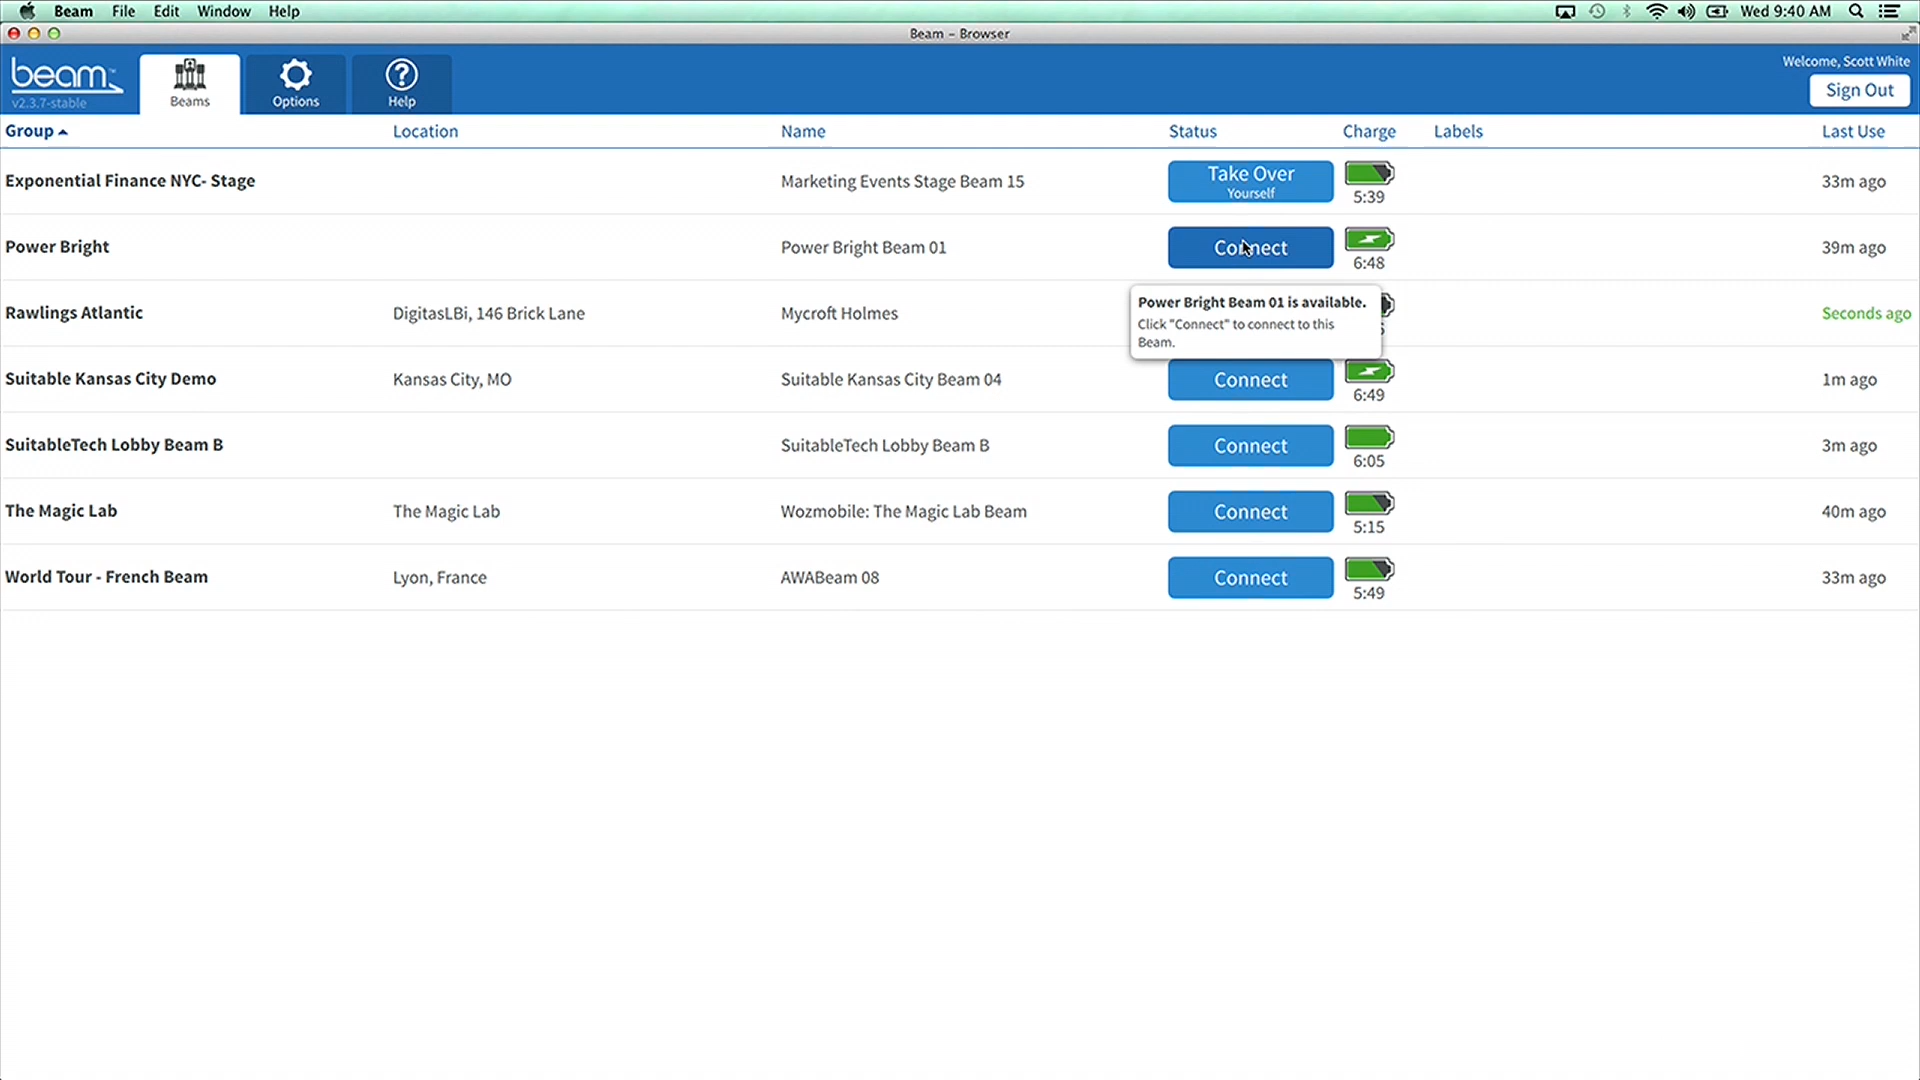 Beam File Edit Window Help Wed 9:40 AM
Beam – Browser
beam™
v2.3.7-stable
Beams
Options
Help
Welcome, Scott White
Sign Out
Group Location Name Status Charge Labels Last Use
Exponential Finance NYC- Stage Marketing Events Stage Beam 15 Take Over 33m ago
Yourself 5:39
Power Bright Power Bright Beam 01 Connect 39m ago
6:48
Rawlings Atlantic DigitasLBi, 146 Brick Lane Mycroft Holmes Seconds ago
Power Bright Beam 01 is available.
Click "Connect" to connect to this
Beam.
Suitable Kansas City Demo Kansas City, MO Suitable Kansas City Beam 04 Connect 1m ago
6:49
SuitableTech Lobby Beam B SuitableTech Lobby Beam B Connect 3m ago
6:05
The Magic Lab The Magic Lab Wozmobile: The Magic Lab Beam Connect 40m ago
5:15
World Tour - French Beam Lyon, France AWABeam 08 Connect 33m ago
5:49